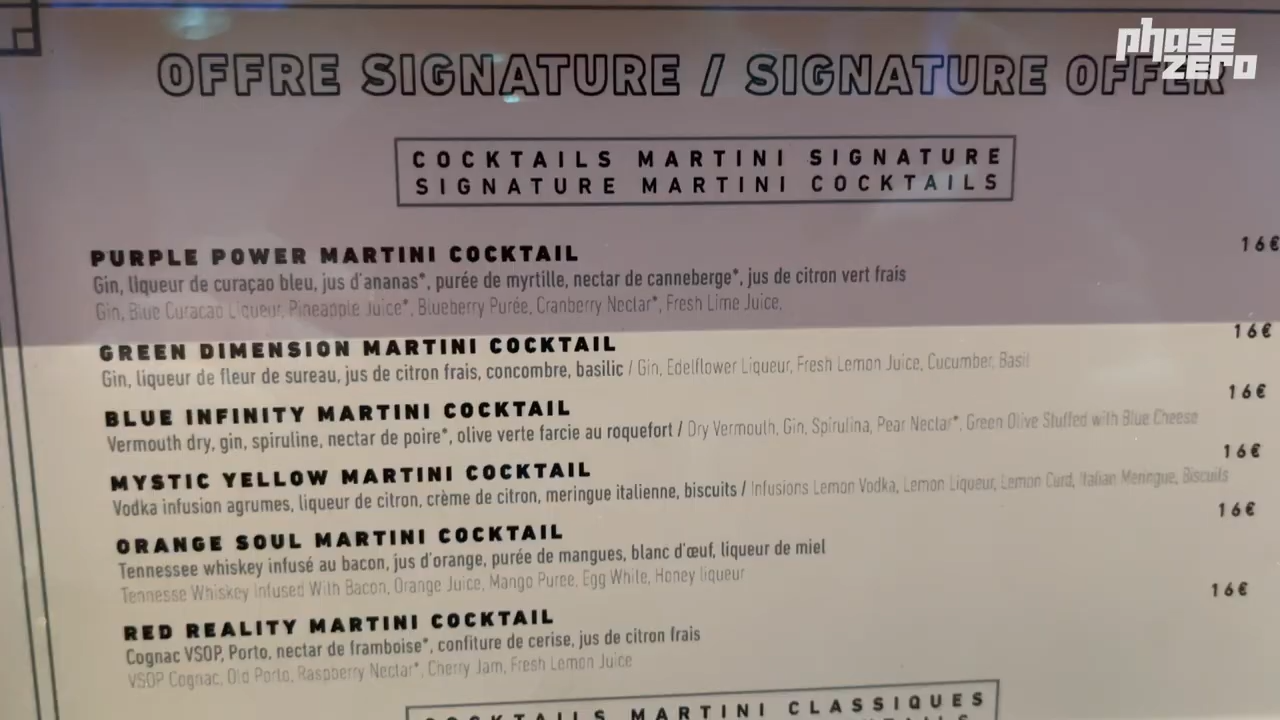 phase
zero
OFFRE SIGNATURE / SIGNATURE OFFER
COCKTAILS MARTINI SIGNATURE
SIGNATURE MARTINI COCKTAILS
PURPLE POWER MARTINI COCKTAIL 16€
Gin, liqueur de curaçao bleu, jus d'ananas*, purée de myrtille, nectar de canneberge*, jus de citron vert frais
Gin, Blue Curacao Liqueur, Pineapple Juice*, Blueberry Purée, Cranberry Nectar*, Fresh Lime Juice,
GREEN DIMENSION MARTINI COCKTAIL 16€
Gin, liqueur de fleur de sureau, jus de citron frais, concombre, basilic / Gin, Edelflower Liqueur, Fresh Lemon Juice, Cucumber, Basil
BLUE INFINITY MARTINI COCKTAIL 16€
Vermouth dry, gin, spiruline, nectar de poire*, olive verte farcie au roquefort / Dry Vermouth, Gin, Spirulina, Pear Nectar*, Green Olive Stuffed with Blue Cheese
MYSTIC YELLOW MARTINI COCKTAIL 16€
Vodka infusion agrumes, liqueur de citron, crème de citron, meringue italienne, biscuits / Infusions Lemon Vodka, Lemon Liqueur, Lemon Curd, Italian Meringue, Biscuits
ORANGE SOUL MARTINI COCKTAIL 16€
Tennessee whiskey infusé au bacon, jus d'orange, purée de mangues, blanc d'œuf, liqueur de miel
Tennesse Whiskey Infused With Bacon, Orange Juice, Mango Puree, Egg White, Honey liqueur
RED REALITY MARTINI COCKTAIL 16€
Cognac VSOP, Porto, nectar de framboise*, confiture de cerise, jus de citron frais
VSOP Cognac, Old Porto, Raspberry Nectar*, Cherry Jam, Fresh Lemon Juice
COCKTAILS MARTINI CLASSIQUES